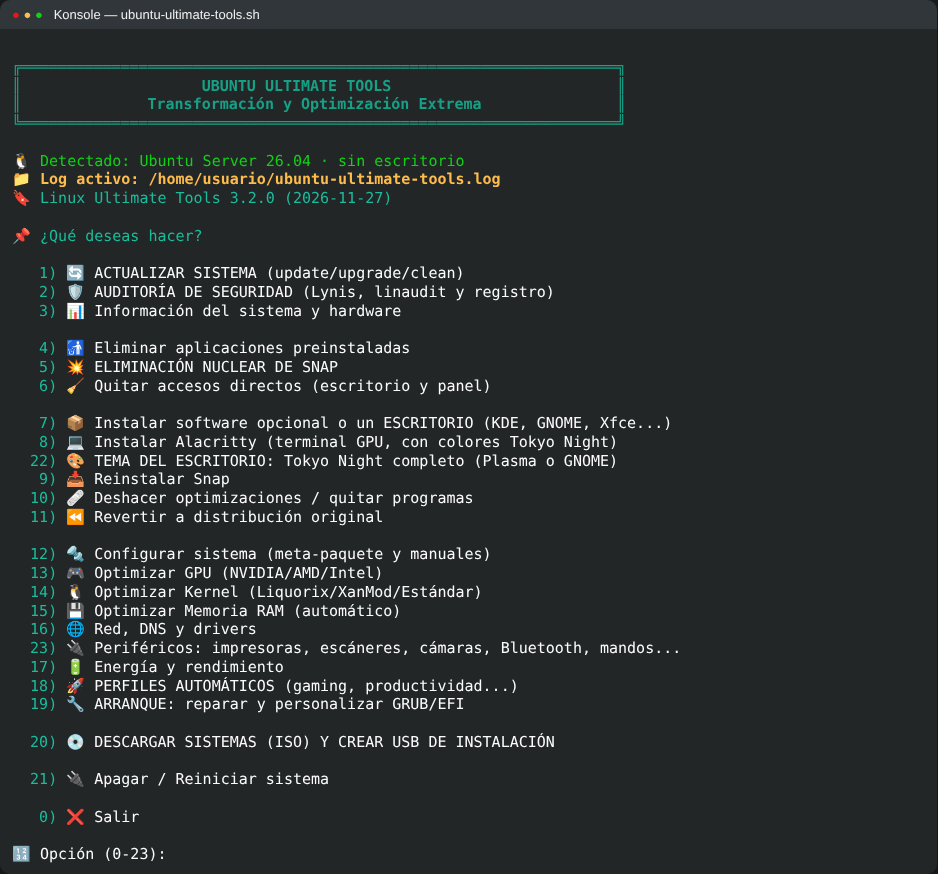 Konsole — ubuntu-ultimate-tools.sh
UBUNTU ULTIMATE TOOLS
Transformación y Optimización Extrema
Detectado: Ubuntu Server 26.04 · sin escritorio
Log activo: /home/usuario/ubuntu-ultimate-tools.log
Linux Ultimate Tools 3.2.0 (2026-11-27)
¿Qué deseas hacer?
1) ACTUALIZAR SISTEMA (update/upgrade/clean)
2) AUDITORÍA DE SEGURIDAD (Lynis, linaudit y registro)
3) Información del sistema y hardware
4) Eliminar aplicaciones preinstaladas
5) ELIMINACIÓN NUCLEAR DE SNAP
6) Quitar accesos directos (escritorio y panel)
7) Instalar software opcional o un ESCRITORIO (KDE, GNOME, Xfce...)
8) Instalar Alacritty (terminal GPU, con colores Tokyo Night)
22) TEMA DEL ESCRITORIO: Tokyo Night completo (Plasma o GNOME)
9) Reinstalar Snap
10) Deshacer optimizaciones / quitar programas
11) Revertir a distribución original
12) Configurar sistema (meta-paquete y manuales)
13) Optimizar GPU (NVIDIA/AMD/Intel)
14) Optimizar Kernel (Liquorix/XanMod/Estándar)
15) Optimizar Memoria RAM (automático)
16) Red, DNS y drivers
23) Periféricos: impresoras, escáneres, cámaras, Bluetooth, mandos...
17) Energía y rendimiento
18) PERFILES AUTOMÁTICOS (gaming, productividad...)
19) ARRANQUE: reparar y personalizar GRUB/EFI
20) DESCARGAR SISTEMAS (ISO) Y CREAR USB DE INSTALACIÓN
21) Apagar / Reiniciar sistema
0) Salir
Opción (0-23):